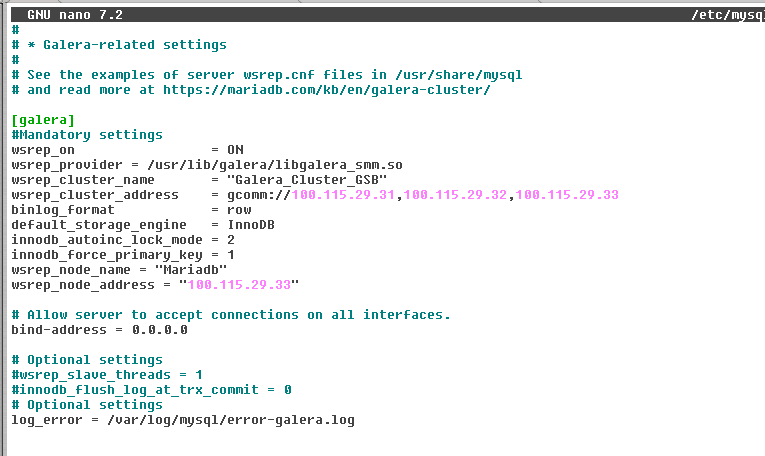 GNU nano 7.2 /etc/mysq
#
# * Galera-related settings
#
# See the examples of server wsrep.cnf files in /usr/share/mysql
# and read more at https://mariadb.com/kb/en/galera-cluster/
[galera]
#Mandatory settings
wsrep_on = ON
wsrep_provider = /usr/lib/galera/libgalera_smm.so
wsrep_cluster_name = "Galera_Cluster_GSB"
wsrep_cluster_address = gcomm://100.115.29.31,100.115.29.32,100.115.29.33
binlog_format = row
default_storage_engine = InnoDB
innodb_autoinc_lock_mode = 2
innodb_force_primary_key = 1
wsrep_node_name = "Mariadb"
wsrep_node_address = "100.115.29.33"
# Allow server to accept connections on all interfaces.
bind-address = 0.0.0.0
# Optional settings
#wsrep_slave_threads = 1
#innodb_flush_log_at_trx_commit = 0
# Optional settings
log_error = /var/log/mysql/error-galera.log